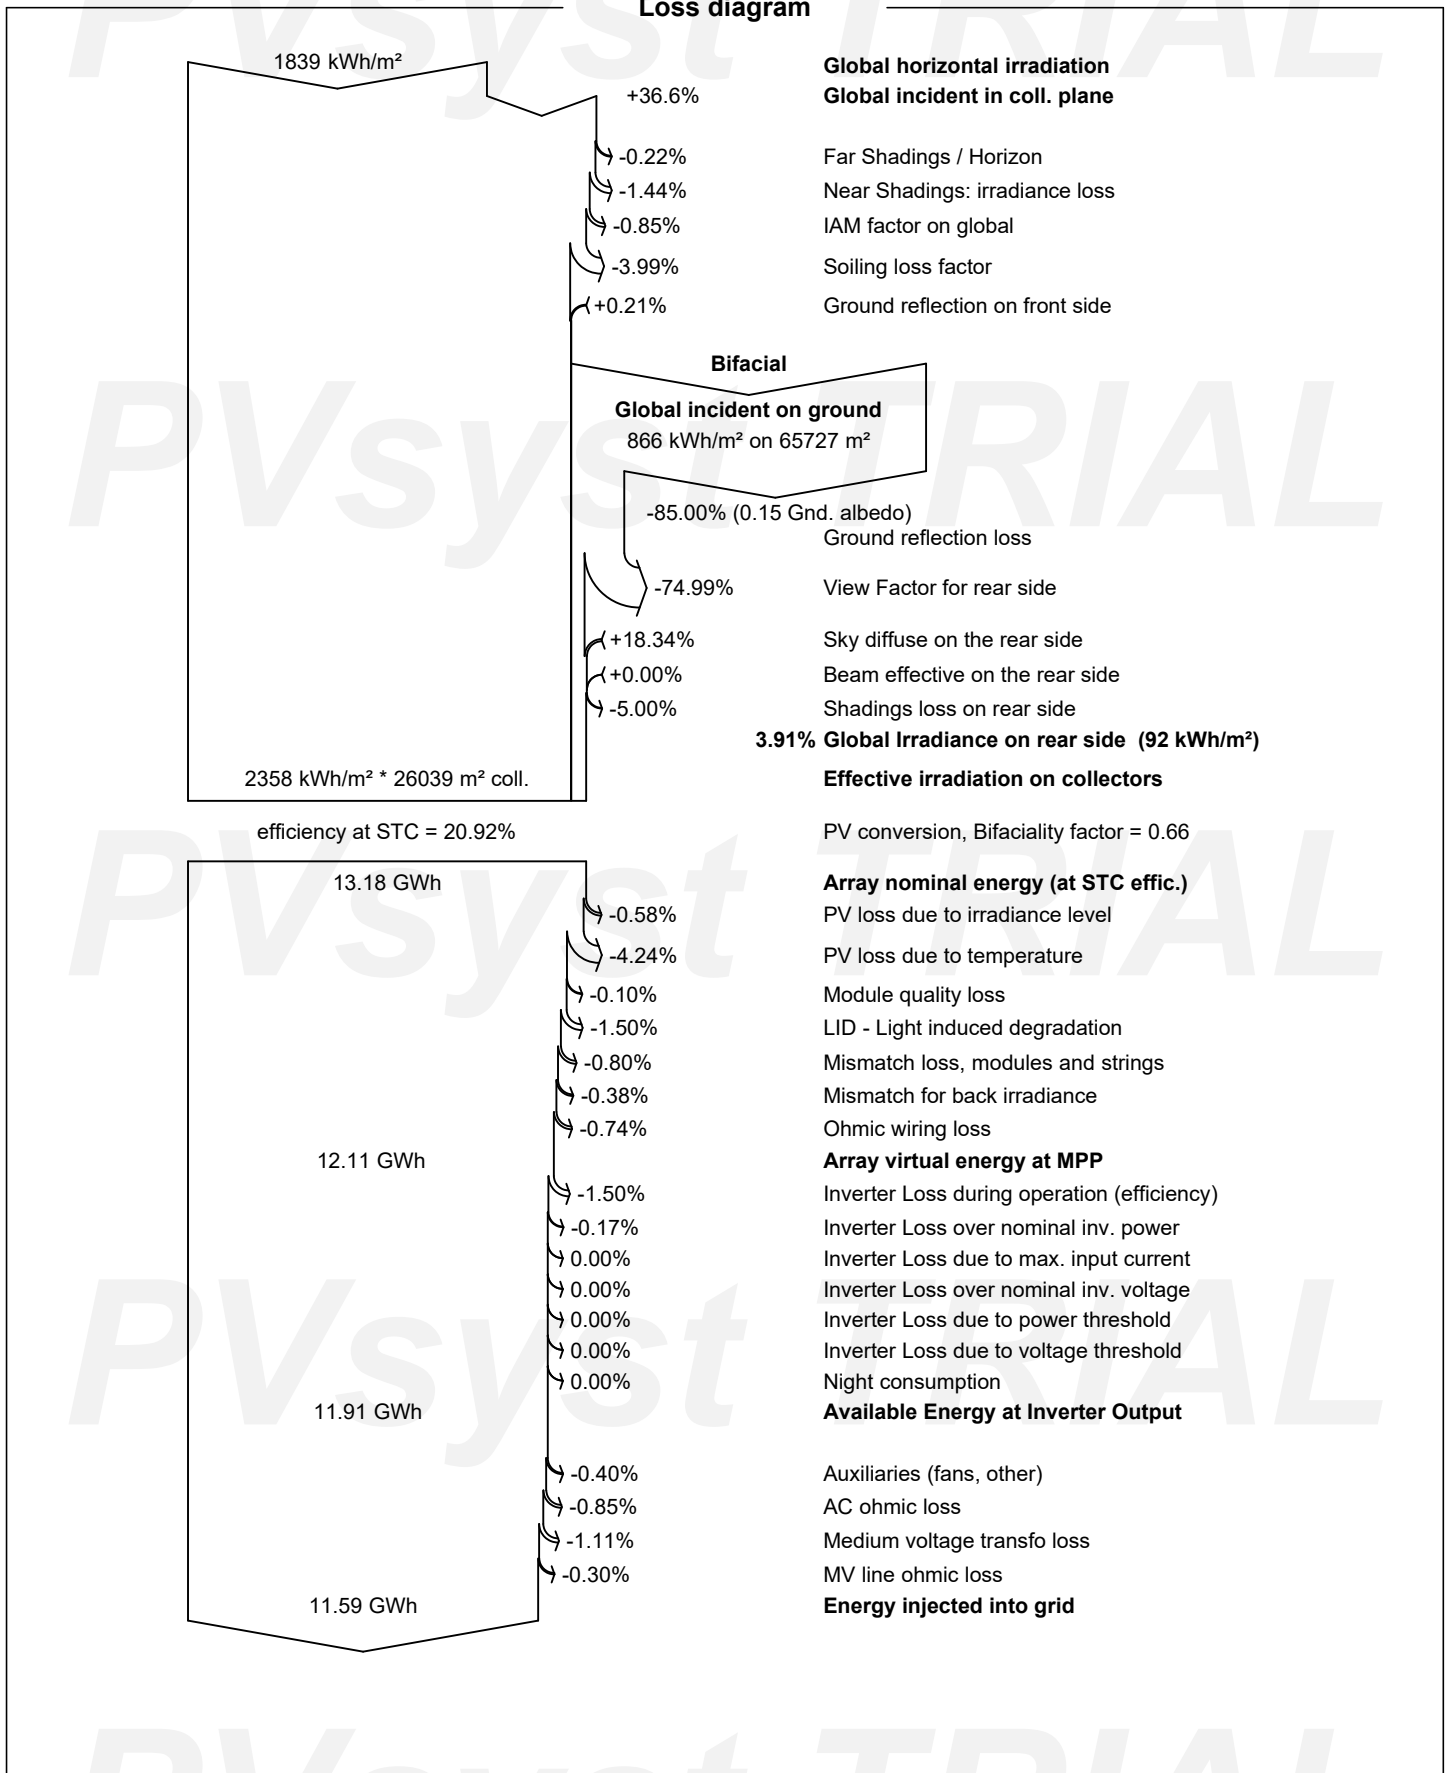 Loss diagram
1839 kWh/m²
Global horizontal irradiation
+36.6% Global incident in coll. plane
-0.22% Far Shadings / Horizon
-1.44% Near Shadings: irradiance loss
-0.85% IAM factor on global
-3.99% Soiling loss factor
+0.21% Ground reflection on front side
Bifacial
Global incident on ground
866 kWh/m² on 65727 m²
-85.00% (0.15 Gnd. albedo)
Ground reflection loss
-74.99% View Factor for rear side
+18.34% Sky diffuse on the rear side
+0.00% Beam effective on the rear side
-5.00% Shadings loss on rear side
3.91% Global Irradiance on rear side (92 kWh/m²)
2358 kWh/m² * 26039 m² coll. Effective irradiation on collectors
efficiency at STC = 20.92% PV conversion, Bifaciality factor = 0.66
13.18 GWh Array nominal energy (at STC effic.)
-0.58% PV loss due to irradiance level
-4.24% PV loss due to temperature
-0.10% Module quality loss
-1.50% LID - Light induced degradation
-0.80% Mismatch loss, modules and strings
-0.38% Mismatch for back irradiance
-0.74% Ohmic wiring loss
12.11 GWh Array virtual energy at MPP
-1.50% Inverter Loss during operation (efficiency)
-0.17% Inverter Loss over nominal inv. power
0.00% Inverter Loss due to max. input current
0.00% Inverter Loss over nominal inv. voltage
0.00% Inverter Loss due to power threshold
0.00% Inverter Loss due to voltage threshold
0.00% Night consumption
11.91 GWh Available Energy at Inverter Output
-0.40% Auxiliaries (fans, other)
-0.85% AC ohmic loss
-1.11% Medium voltage transfo loss
-0.30% MV line ohmic loss
11.59 GWh Energy injected into grid
PVsyst TRIAL
PVsyst TRIAL
PVsyst TRIAL
PVsyst TRIAL
PVsyst TRIAL